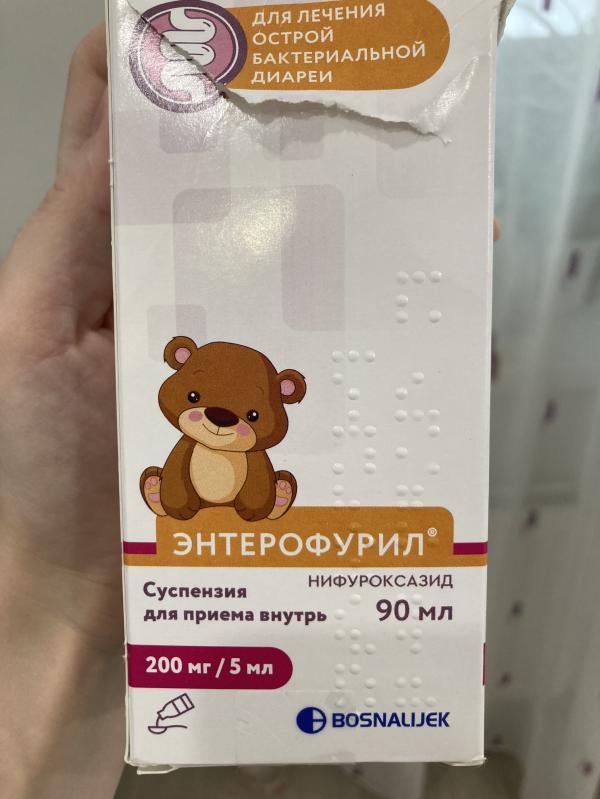 ДЛЯ ЛЕЧЕНИЯ
ОСТРОЙ
БАКТЕРИАЛЬНОЙ
ДИАРЕИ
ЭНТЕРОФУРИЛ®
НИФУРОКСАЗИД
Суспензия
для приема внутрь
90 мл
200 мг / 5 мл
BOSNALIJEK